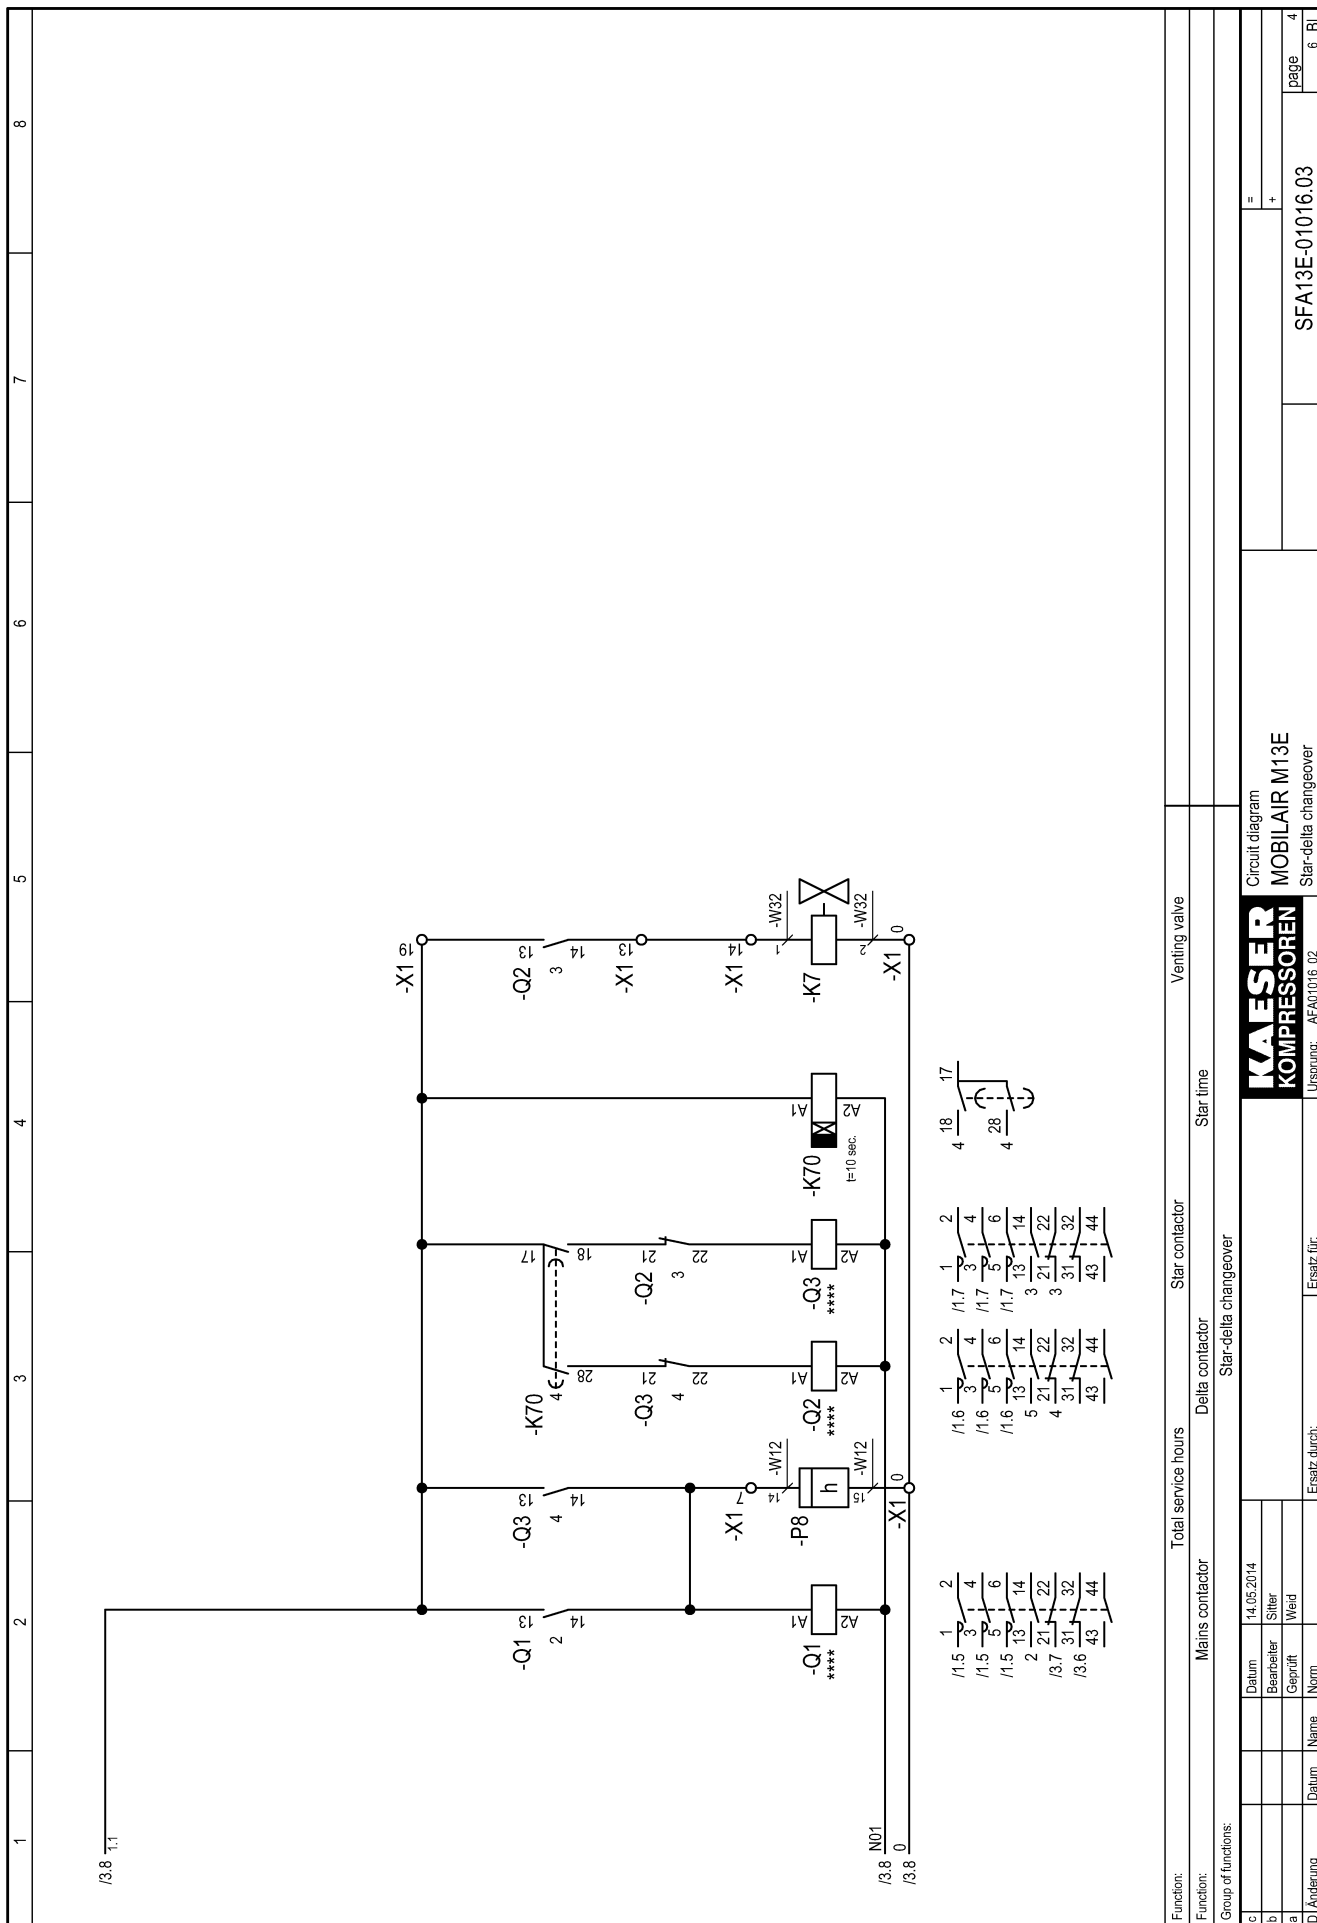 1 2 3 4 5 6 7 8
/3.8 1.1
-X1 19
-Q1 13 14 2
-Q3 13 14 4
-K70 4 17 18 28
-Q3 21 22 4
-Q2 21 22 3
-Q2 13 14 3
-X1 13
-X1 7
-X1 14
-W12 14
-W32 1
-Q1 **** A1 A2
-P8 h
-Q2 **** A1 A2
-Q3 **** A1 A2
-K70 t=10 sec. A1 A2
-K7
-W12 15
-W32 2
-X1 0
-X1 0
/3.8 N01
/3.8 0
/1.5 1 2
/1.5 3 4
/1.5 5 6
2 13 14
/3.7 21 22
/3.6 31 32
43 44
/1.6 1 2
/1.6 3 4
/1.6 5 6
5 13 14
4 21 22
31 32
43 44
/1.7 1 2
/1.7 3 4
/1.7 5 6
3 13 14
3 21 22
31 32
43 44
4 18 17
4 28
Function: Total service hours Venting valve
Function: Mains contactor Delta contactor Star contactor Star time
Group of functions: Star-delta changeover
c Datum 14.05.2014
b Bearbeiter Sitter
a Geprüft Weid
D Änderung Datum Name Norm Ersatz durch: Ersatz für: Ursprung: AFA01016_02
KAESER
KOMPRESSOREN
Circuit diagram
MOBILAIR M13E
Star-delta changeover
=
+
SFA13E-01016.03
page 4
6 Bl